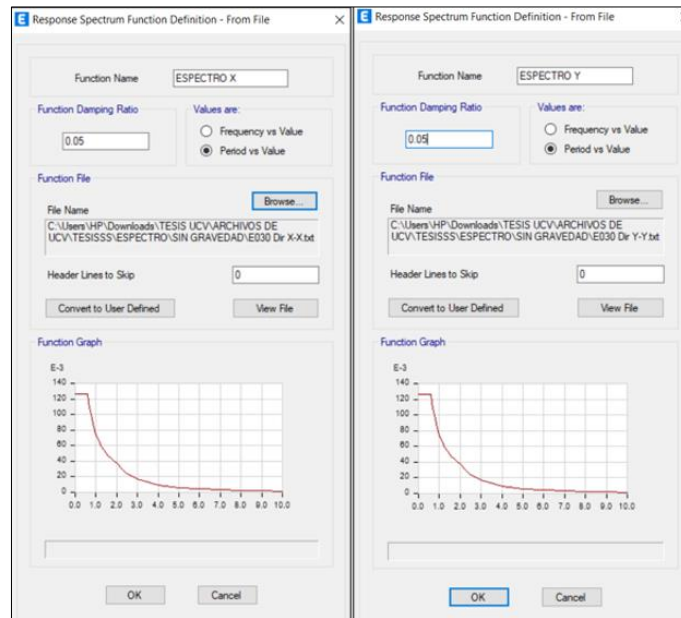 E Response Spectrum Function Definition - From File
Function Name ESPECTRO X
Function Damping Ratio
0.05
Values are:
Frequency vs Value
Period vs Value
Function File
Browse...
File Name
C:\Users\HP\Downloads\TESIS UCV\ARCHIVOS DE
UCV\TESISSS\ESPECTRO\SIN GRAVEDAD\E030 Dir X-X.txt
Header Lines to Skip 0
Convert to User Defined View File
Function Graph
E-3
140
120
100
80
60
40
20
0
0.0 1.0 2.0 3.0 4.0 5.0 6.0 7.0 8.0 9.0 10.0
OK Cancel
E Response Spectrum Function Definition - From File
Function Name ESPECTRO Y
Function Damping Ratio
0.05
Values are:
Frequency vs Value
Period vs Value
Function File
Browse...
File Name
C:\Users\HP\Downloads\TESIS UCV\ARCHIVOS DE
UCV\TESISSS\ESPECTRO\SIN GRAVEDAD\E030 Dir Y-Y.txt
Header Lines to Skip 0
Convert to User Defined View File
Function Graph
E-3
140
120
100
80
60
40
20
0
0.0 1.0 2.0 3.0 4.0 5.0 6.0 7.0 8.0 9.0 10.0
OK Cancel